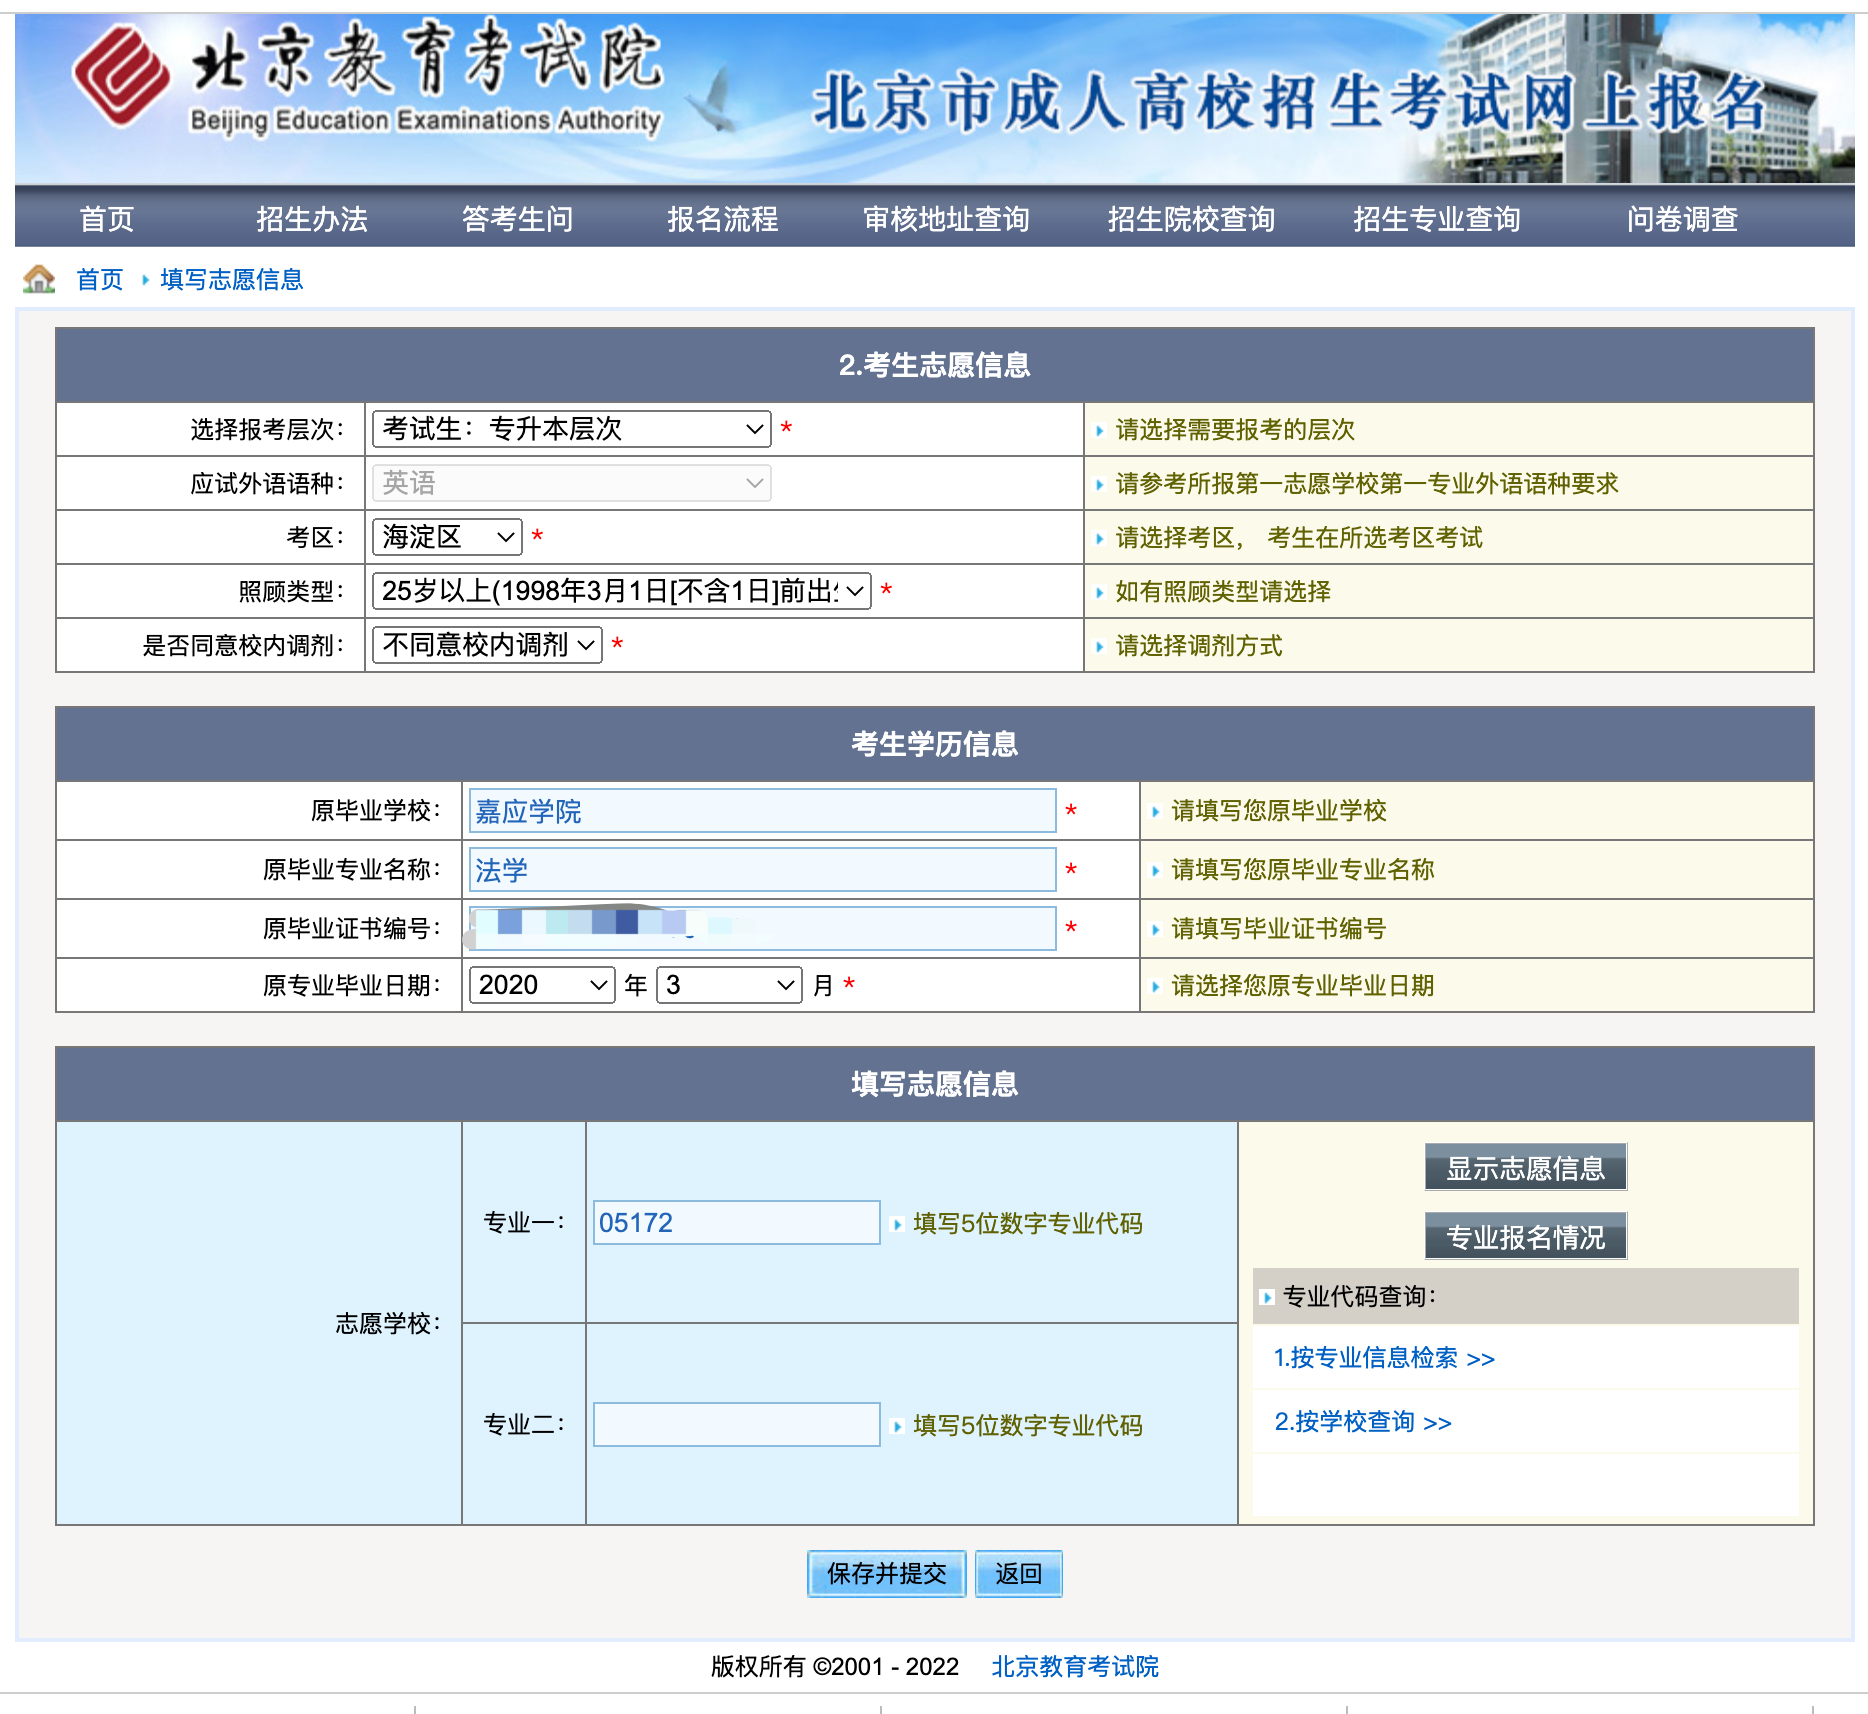 北京教育考试院
Beijing Education Examinations Authority
北京市成人高校招生考试网上报名
首页 招生办法 答考生问 报名流程 审核地址查询 招生院校查询 招生专业查询 问卷调查
首页 填写志愿信息
2.考生志愿信息
选择报考层次： 考试生：专升本层次 * 请选择需要报考的层次
应试外语语种： 英语 请参考所报第一志愿学校第一专业外语语种要求
考区： 海淀区 * 请选择考区， 考生在所选考区考试
照顾类型： 25岁以上(1998年3月1日[不含1日]前出 * 如有照顾类型请选择
是否同意校内调剂： 不同意校内调剂 * 请选择调剂方式
考生学历信息
原毕业学校： 嘉应学院 * 请填写您原毕业学校
原毕业专业名称： 法学 * 请填写您原毕业专业名称
原毕业证书编号： * 请填写毕业证书编号
原专业毕业日期： 2020 年 3 月 * 请选择您原专业毕业日期
填写志愿信息
志愿学校：
专业一： 05172 填写5位数字专业代码
专业二： 填写5位数字专业代码
显示志愿信息
专业报名情况
专业代码查询：
1.按专业信息检索 >>
2.按学校查询 >>
保存并提交 返回
版权所有 ©2001 - 2022 北京教育考试院